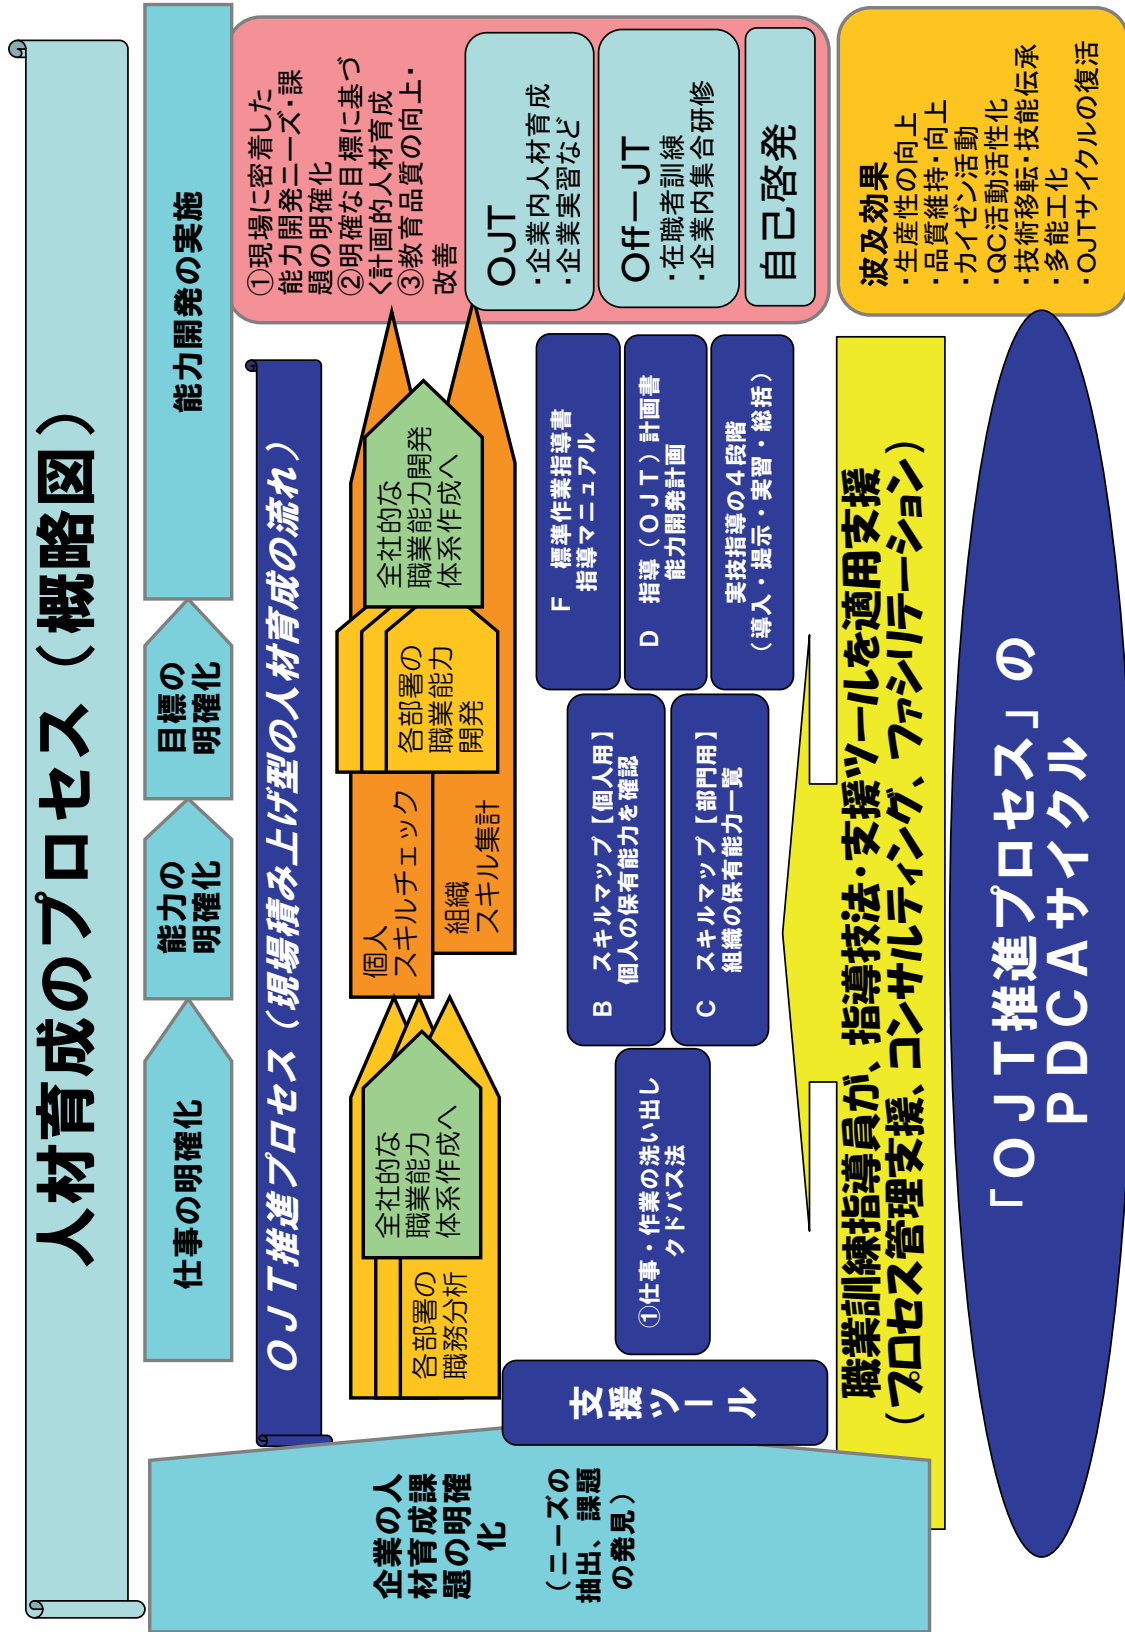 人材育成のプロセス（概略図）
企業の人
材育成課
題の明確
化
（ニーズの
抽出、課題
の発見）
仕事の明確化
能力の
明確化
目標の
明確化
能力開発の実施
ＯＪＴ推進プロセス（現場積み上げ型の人材育成の流れ）
各部署の
職務分析
全社的な
職業能力
体系作成へ
個人
スキルチェック
組織
スキル集計
各部署の
職業能力
開発
全社的な
職業能力開発
体系作成へ
①現場に密着した
能力開発ニーズ・課
題の明確化
②明確な目標に基づ
く計画的人材育成
③教育品質の向上・
改善
OJT
・企業内人材育成
・企業実習など
Off－JT
・在職者訓練
・企業内集合研修
自己啓発
支援ツール
①仕事・作業の洗い出し
クドバス法
B　スキルマップ【個人用】
個人の保有能力を確認
C　スキルマップ【部門用】
組織の保有能力一覧
F　標準作業指導書
指導マニュアル
D　指導（ＯＪＴ）計画書
能力開発計画
実技指導の４段階
（導入・提示・実習・総括）
職業訓練指導員が、指導技法・支援ツールを適用支援
（プロセス管理支援、コンサルティング、ファシリテーション）
波及効果
・生産性の向上
・品質維持・向上
・カイゼン活動
・QC活動活性化
・技術移転・技能伝承
・多能工化
・OJTサイクルの復活
「ＯＪＴ推進プロセス」の
ＰＤＣＡサイクル